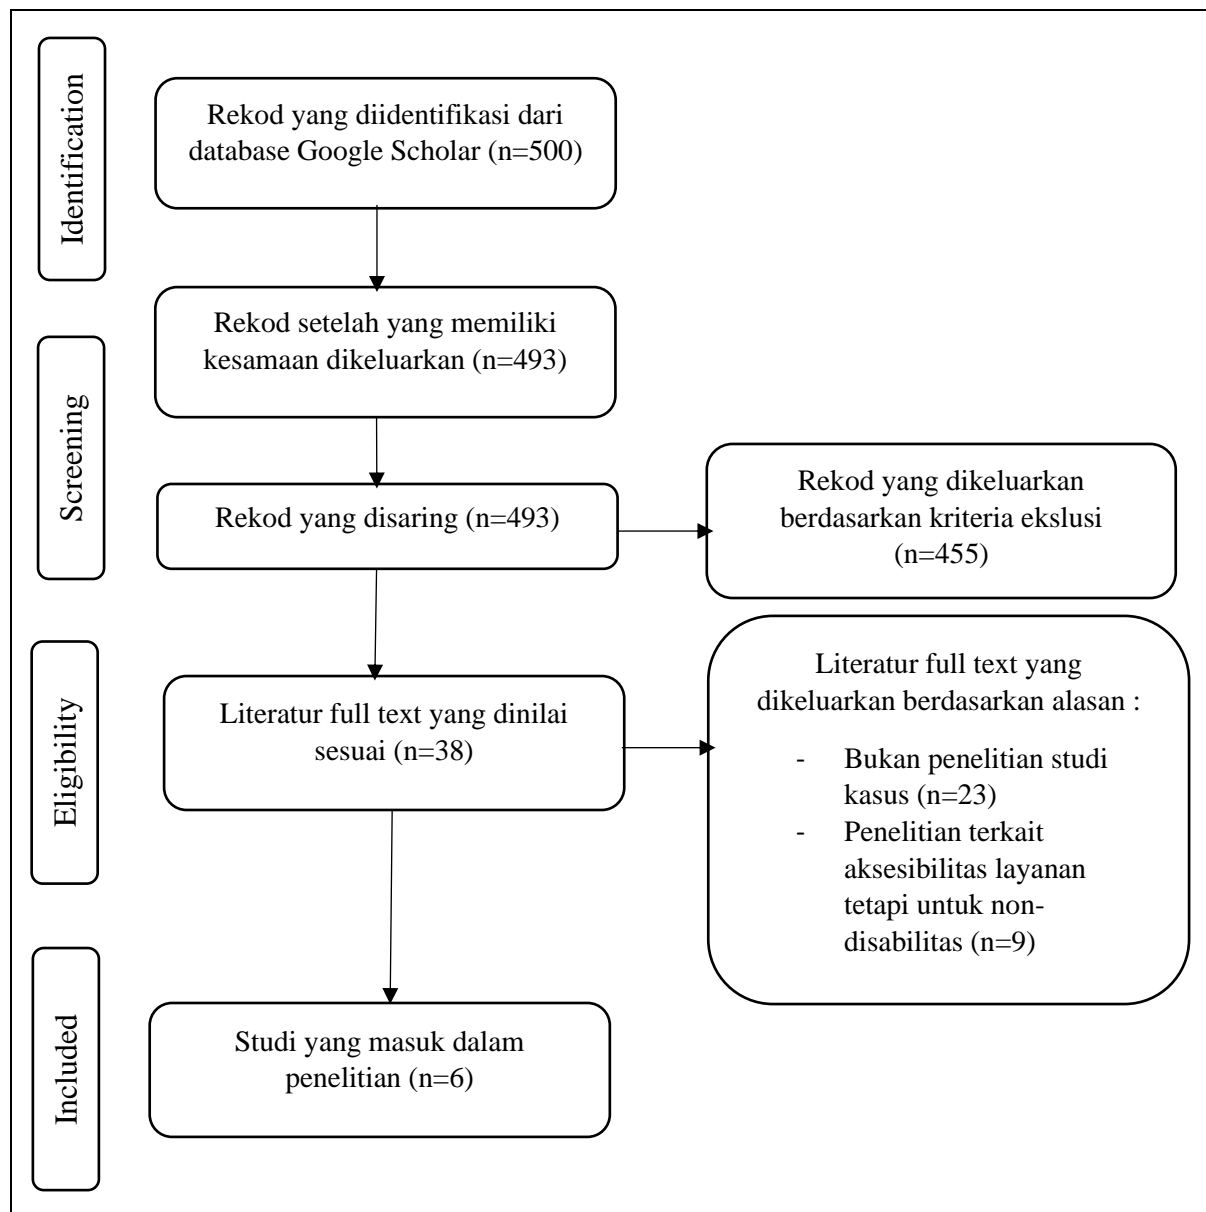 Identification
Rekod yang diidentifikasi dari
database Google Scholar (n=500)
Screening
Rekod setelah yang memiliki
kesamaan dikeluarkan (n=493)
Rekod yang disaring (n=493)
Rekod yang dikeluarkan
berdasarkan kriteria ekslusi
(n=455)
Eligibility
Literatur full text yang dinilai
sesuai (n=38)
Literatur full text yang
dikeluarkan berdasarkan alasan :
- Bukan penelitian studi
kasus (n=23)
- Penelitian terkait
aksesibilitas layanan
tetapi untuk non-
disabilitas (n=9)
Included
Studi yang masuk dalam
penelitian (n=6)